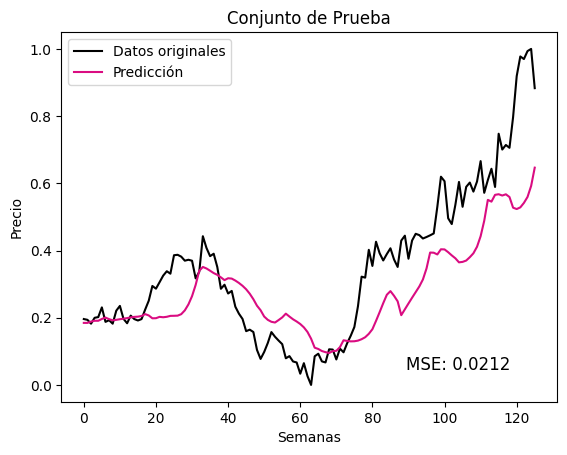 Conjunto de Prueba
Datos originales
Predicción
1.0
0.8
0.6
0.4
0.2
0.0
Precio
MSE: 0.0212
0 20 40 60 80 100 120
Semanas